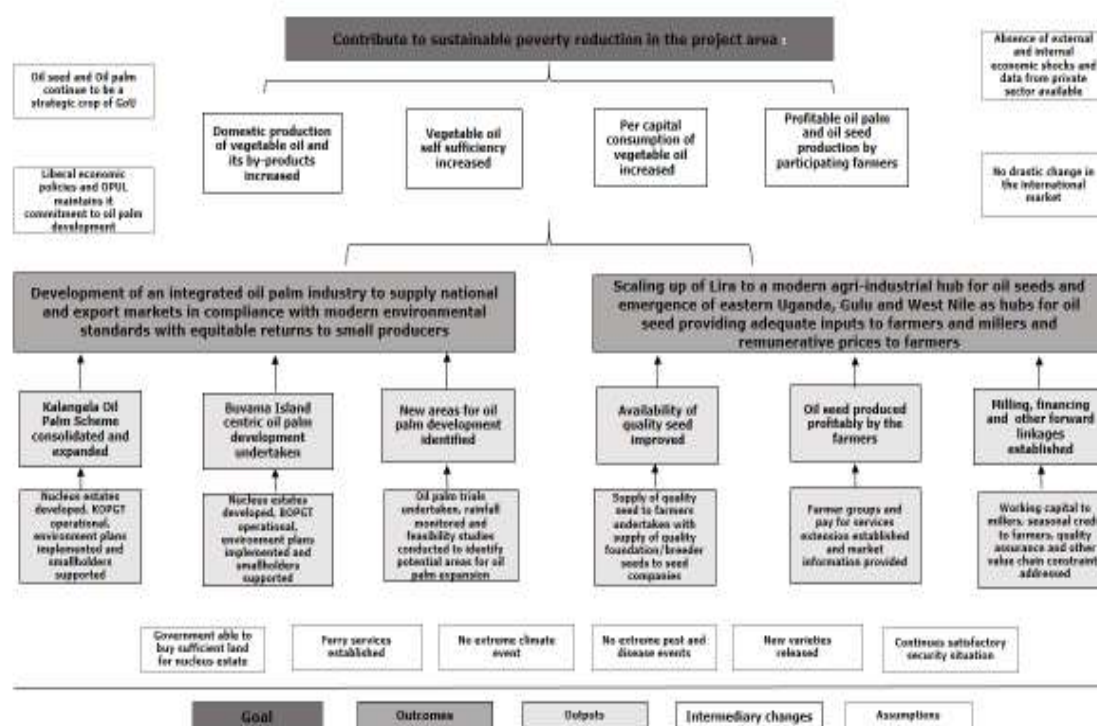 Contribute to sustainable poverty reduction in the project area :
Oil seed and Oil palm
continue to be a
strategic crop of GoU
Absence of external
and internal
economic shocks and
data from private
sector available
Domestic production
of vegetable oil and
its by-products
increased
Vegetable oil
self sufficiency
increased
Per capital
consumption of
vegetable oil
increased
Profitable oil palm
and oil seed
production by
participating farmers
Liberal economic
policies and OPUL
maintains it
commitment to oil palm
development
No drastic change in
the international
market
Development of an integrated oil palm industry to supply national
and export markets in compliance with modern environmental
standards with equitable returns to small producers
Scaling up of Lira to a modern agri-industrial hub for oil seeds and
emergence of eastern Uganda, Gulu and West Nile as hubs for oil
seed providing adequate inputs to farmers and millers and
remunerative prices to farmers
Kalangala Oil
Palm Scheme
consolidated and
expanded
Buvama Island
centric oil palm
development
undertaken
New areas for oil
palm development
identified
Availability of
quality seed
improved
Oil seed produced
profitably by the
farmers
Milling, financing
and other forward
linkages
established
Nucleus estates
developed, KOPGT
operational,
environment plans
implemented and
smallholders
supported
Nucleus estates
developed, BOPGT
operational,
environment plans
implemented and
smallholders
supported
Oil palm trials
undertaken, rainfall
monitored and
feasibility studies
conducted to identify
potential areas for oil
palm expansion
Supply of quality
seed to farmers
undertaken with
supply of quality
foundation/breeder
seeds to seed
companies
Farmer groups and
pay for services
extension established
and market
information provided
Working capital to
millers, seasonal credit
to farmers, quality
assurance and other
value chain constraints
addressed
Government able to
buy sufficient land
for nucleus estate
Ferry services
established
No extreme climate
event
No extreme pest and
disease events
New varieties
released
Continues satisfactory
security situation
Goal
Outcomes
Outputs
Intermediary changes
Assumptions